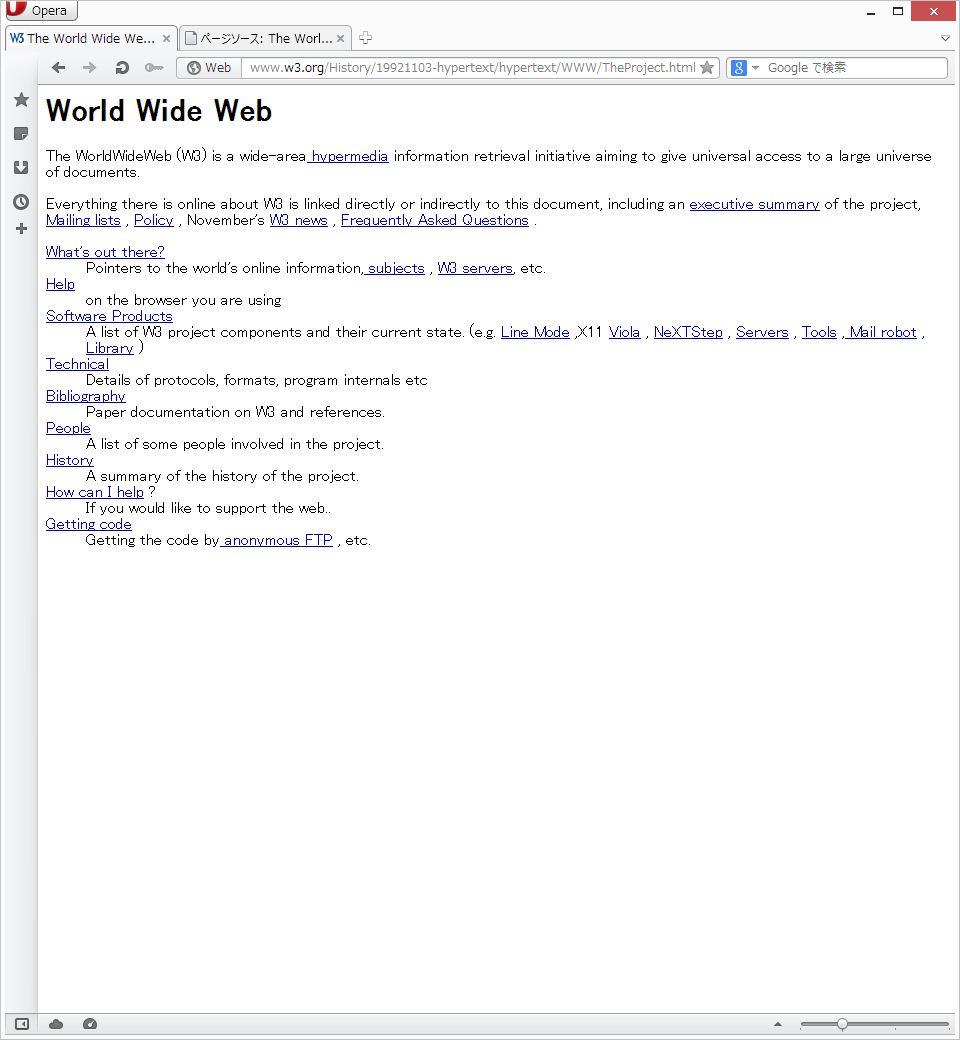 Opera
W3 The World Wide We...
ページソース: The Worl...
Web
www.w3.org/History/19921103-hypertext/hypertext/WWW/TheProject.html
8
Google で検索
World Wide Web
The WorldWideWeb (W3) is a wide-area hypermedia information retrieval initiative aiming to give universal access to a large universe
of documents.
Everything there is online about W3 is linked directly or indirectly to this document, including an executive summary of the project,
Mailing lists , Policy , November's W3 news , Frequently Asked Questions .
What's out there?
Pointers to the world's online information, subjects , W3 servers, etc.
Help
on the browser you are using
Software Products
A list of W3 project components and their current state. (e.g. Line Mode ,X11 Viola , NeXTStep , Servers , Tools , Mail robot ,
Library )
Technical
Details of protocols, formats, program internals etc
Bibliography
Paper documentation on W3 and references.
People
A list of some people involved in the project.
History
A summary of the history of the project.
How can I help ?
If you would like to support the web..
Getting code
Getting the code by anonymous FTP , etc.